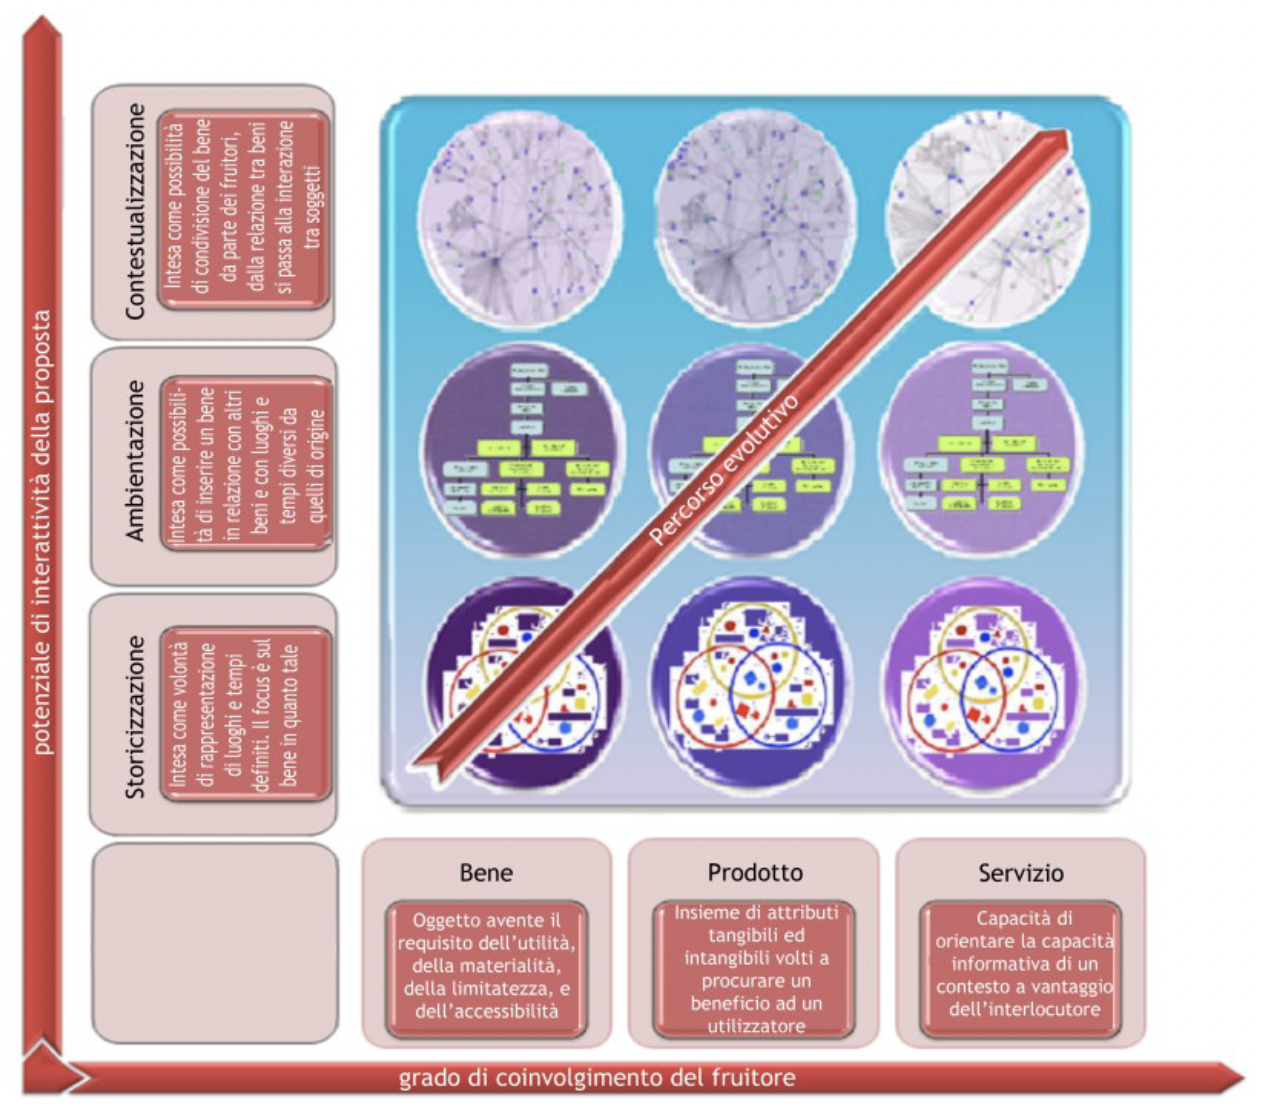 potenziale di interattività della proposta
Contestualizzazione
Intesa come possibilità
di condivisione del bene
da parte dei fruitori,
dalla relazione tra beni
si passa alla interazione
tra soggetti
Ambientazione
Intesa come possibili-
tà di inserire un bene
in relazione con altri
beni e con luoghi e
tempi diversi da
quelli di origine
Storicizzazione
Intesa come volontà
di rappresentazione
di luoghi e tempi
definiti. Il focus è sul
bene in quanto tale
Percorso evolutivo
Bene
Oggetto avente il
requisito dell'utilità,
della materialità,
della limitatezza, e
dell'accessibilità
Prodotto
Insieme di attributi
tangibili ed
intangibili volti a
procurare un
beneficio ad un
utilizzatore
Servizio
Capacità di
orientare la capacità
informativa di un
contesto a vantaggio
dell'interlocutore
grado di coinvolgimento del fruitore